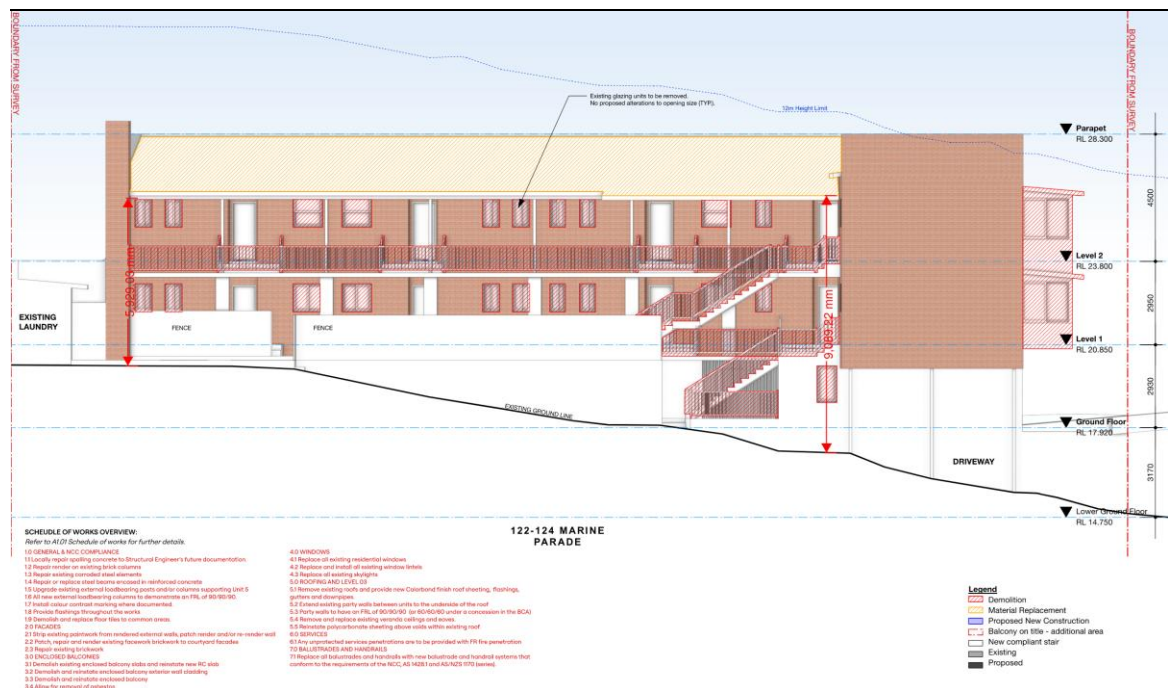 BOUNDARY FROM SURVEY
BOUNDARY FROM SURVEY
Existing glazing units to be removed.
No proposed alterations to opening size (TYP).
12m Height Limit
Parapet
RL 28.300
4500
Level 2
RL 23.800
2950
Level 1
RL 20.850
2930
Ground Floor
RL 17.920
3170
Lower Ground Floor
RL 14.750
5,929.03 mm
9,089.22 mm
EXISTING
LAUNDRY
FENCE
FENCE
EXISTING GROUND LINE
DRIVEWAY
122-124 MARINE
PARADE
SCHEUDLE OF WORKS OVERVIEW:
Refer to A1.01 Schedule of works for further details.
1.0 GENERAL & NCC COMPLIANCE
1.1 Locally repair spalling concrete to Structural Engineer's future documentation.
1.2 Repair render on existing brick columns
1.3 Repair existing corroded steel elements
1.4 Repair or replace steel beams encased in reinforced concrete
1.5 Upgrade existing external loadbearing posts and/or columns supporting Unit 5
1.6 All new external loadbearing columns to demonstrate an FRL of 90/90/90.
1.7 Install colour contrast marking where documented
1.8 Provide flashings throughout the works
1.9 Demolish and replace floor tiles to common areas
2.0 FACADES
2.1 Strip existing paintwork from rendered external walls, patch render and/or re-render wall
2.2 Patch, repair and render existing facework brickwork to courtyard facades
2.3 Repair existing brickwork
3.0 ENCLOSED BALCONIES
3.1 Demolish existing enclosed balcony slabs and reinstate new RC slab
3.2 Demolish and reinstate enclosed balcony exterior wall cladding
3.3 Demolish and reinstate enclosed balcony
3.4 Allow for removal of asbestos
4.0 WINDOWS
4.1 Replace all existing residential windows
4.2 Replace and install all existing window lintels
4.3 Replace all existing skylights
5.0 ROOFING AND LEVEL 03
5.1 Remove existing roofs and provide new Colorbond finish roof sheeting, flashings,
gutters and downpipes
5.2 Extend existing party walls between units to the underside of the roof
5.3 Party walls to have an FRL of 90/90/90 (or 60/60/60 under a concession in the BCA)
5.4 Remove and replace existing veranda ceilings and eaves.
5.5 Reinstate polycarbonate sheeting above voids within existing roof
6.0 SERVICES
6.1 Any unprotected services penetrations are to be provided with FR fire penetration
7.0 BALUSTRADES AND HANDRAILS
7.1 Replace all balustrades and handrails with new balustrade and handrail systems that
conform to the requirements of the NCC, AS 1428.1 and AS/NZS 1170 (series).
Legend
Demolition
Material Replacement
Proposed New Construction
Balcony on title - additional area
New compliant stair
Existing
Proposed